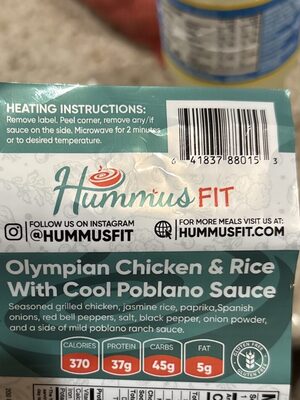 HEATING INSTRUCTIONS:
Remove label. Peel corner, remove any/if
sauce on the side. Microwave for 2 minutes
or to desired temperature.
6 41837 88015 3
Hummus FIT
FOLLOW US ON INSTAGRAM
@HUMMUSFIT
FOR MORE MEALS VISIT US AT:
HUMMUSFIT.COM
Olympian Chicken & Rice
With Cool Poblano Sauce
Seasoned grilled chicken, jasmine rice, paprika,Spanish
onions, red bell peppers, salt, black pepper, onion powder,
and a side of mild poblano ranch sauce.
CALORIES
370
PROTEIN
37g
CARBS
45g
FAT
5g
GLUTEN FREE